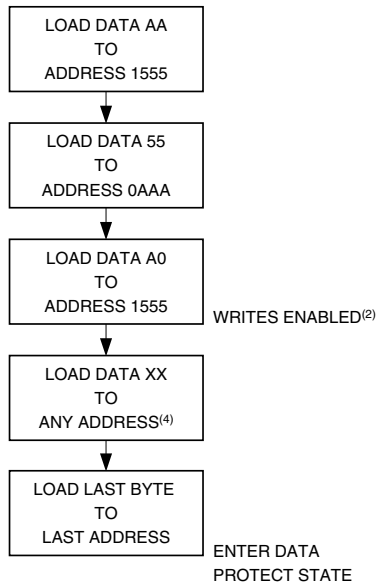 LOAD DATA AA
TO
ADDRESS 1555
LOAD DATA 55
TO
ADDRESS 0AAA
LOAD DATA A0
TO
ADDRESS 1555
WRITES ENABLED(2)
LOAD DATA XX
TO
ANY ADDRESS(4)
LOAD LAST BYTE
TO
LAST ADDRESS
ENTER DATA
PROTECT STATE